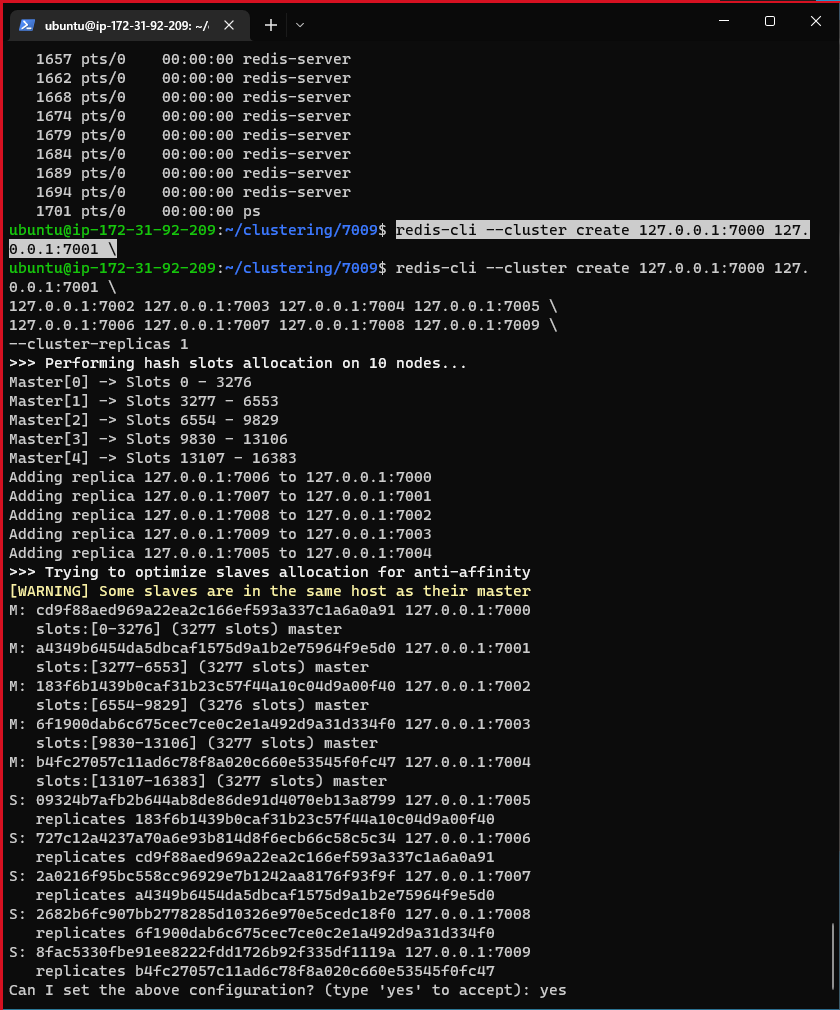 ubuntu@ip-172-31-92-209: ~/
1657 pts/0    00:00:00 redis-server
1662 pts/0    00:00:00 redis-server
1668 pts/0    00:00:00 redis-server
1674 pts/0    00:00:00 redis-server
1679 pts/0    00:00:00 redis-server
1684 pts/0    00:00:00 redis-server
1689 pts/0    00:00:00 redis-server
1694 pts/0    00:00:00 redis-server
1701 pts/0    00:00:00 ps
ubuntu@ip-172-31-92-209:~/clustering/7009$ redis-cli --cluster create 127.0.0.1:7000 127.
0.0.1:7001 \
ubuntu@ip-172-31-92-209:~/clustering/7009$ redis-cli --cluster create 127.0.0.1:7000 127.
0.0.1:7001 \
127.0.0.1:7002 127.0.0.1:7003 127.0.0.1:7004 127.0.0.1:7005 \
127.0.0.1:7006 127.0.0.1:7007 127.0.0.1:7008 127.0.0.1:7009 \
--cluster-replicas 1
>>> Performing hash slots allocation on 10 nodes...
Master[0] -> Slots 0 - 3276
Master[1] -> Slots 3277 - 6553
Master[2] -> Slots 6554 - 9829
Master[3] -> Slots 9830 - 13106
Master[4] -> Slots 13107 - 16383
Adding replica 127.0.0.1:7006 to 127.0.0.1:7000
Adding replica 127.0.0.1:7007 to 127.0.0.1:7001
Adding replica 127.0.0.1:7008 to 127.0.0.1:7002
Adding replica 127.0.0.1:7009 to 127.0.0.1:7003
Adding replica 127.0.0.1:7005 to 127.0.0.1:7004
>>> Trying to optimize slaves allocation for anti-affinity
[WARNING] Some slaves are in the same host as their master
M: cd9f88aed969a22ea2c166ef593a337c1a6a0a91 127.0.0.1:7000
   slots:[0-3276] (3277 slots) master
M: a4349b6454da5dbcaf1575d9a1b2e75964f9e5d0 127.0.0.1:7001
   slots:[3277-6553] (3277 slots) master
M: 183f6b1439b0caf31b23c57f44a10c04d9a00f40 127.0.0.1:7002
   slots:[6554-9829] (3276 slots) master
M: 6f1900dab6c675cec7ce0c2e1a492d9a31d334f0 127.0.0.1:7003
   slots:[9830-13106] (3277 slots) master
M: b4fc27057c11ad6c78f8a020c660e53545f0fc47 127.0.0.1:7004
   slots:[13107-16383] (3277 slots) master
S: 09324b7afb2b644ab8de86de91d4070eb13a8799 127.0.0.1:7005
   replicates 183f6b1439b0caf31b23c57f44a10c04d9a00f40
S: 727c12a4237a70a6e93b814d8f6ecb66c58c5c34 127.0.0.1:7006
   replicates cd9f88aed969a22ea2c166ef593a337c1a6a0a91
S: 2a0216f95bc558cc96929e7b1242aa8176f93f9f 127.0.0.1:7007
   replicates a4349b6454da5dbcaf1575d9a1b2e75964f9e5d0
S: 2682b6fc907bb2778285d10326e970e5cedc18f0 127.0.0.1:7008
   replicates 6f1900dab6c675cec7ce0c2e1a492d9a31d334f0
S: 8fac5330fbe91ee8222fdd1726b92f335df1119a 127.0.0.1:7009
   replicates b4fc27057c11ad6c78f8a020c660e53545f0fc47
Can I set the above configuration? (type 'yes' to accept): yes